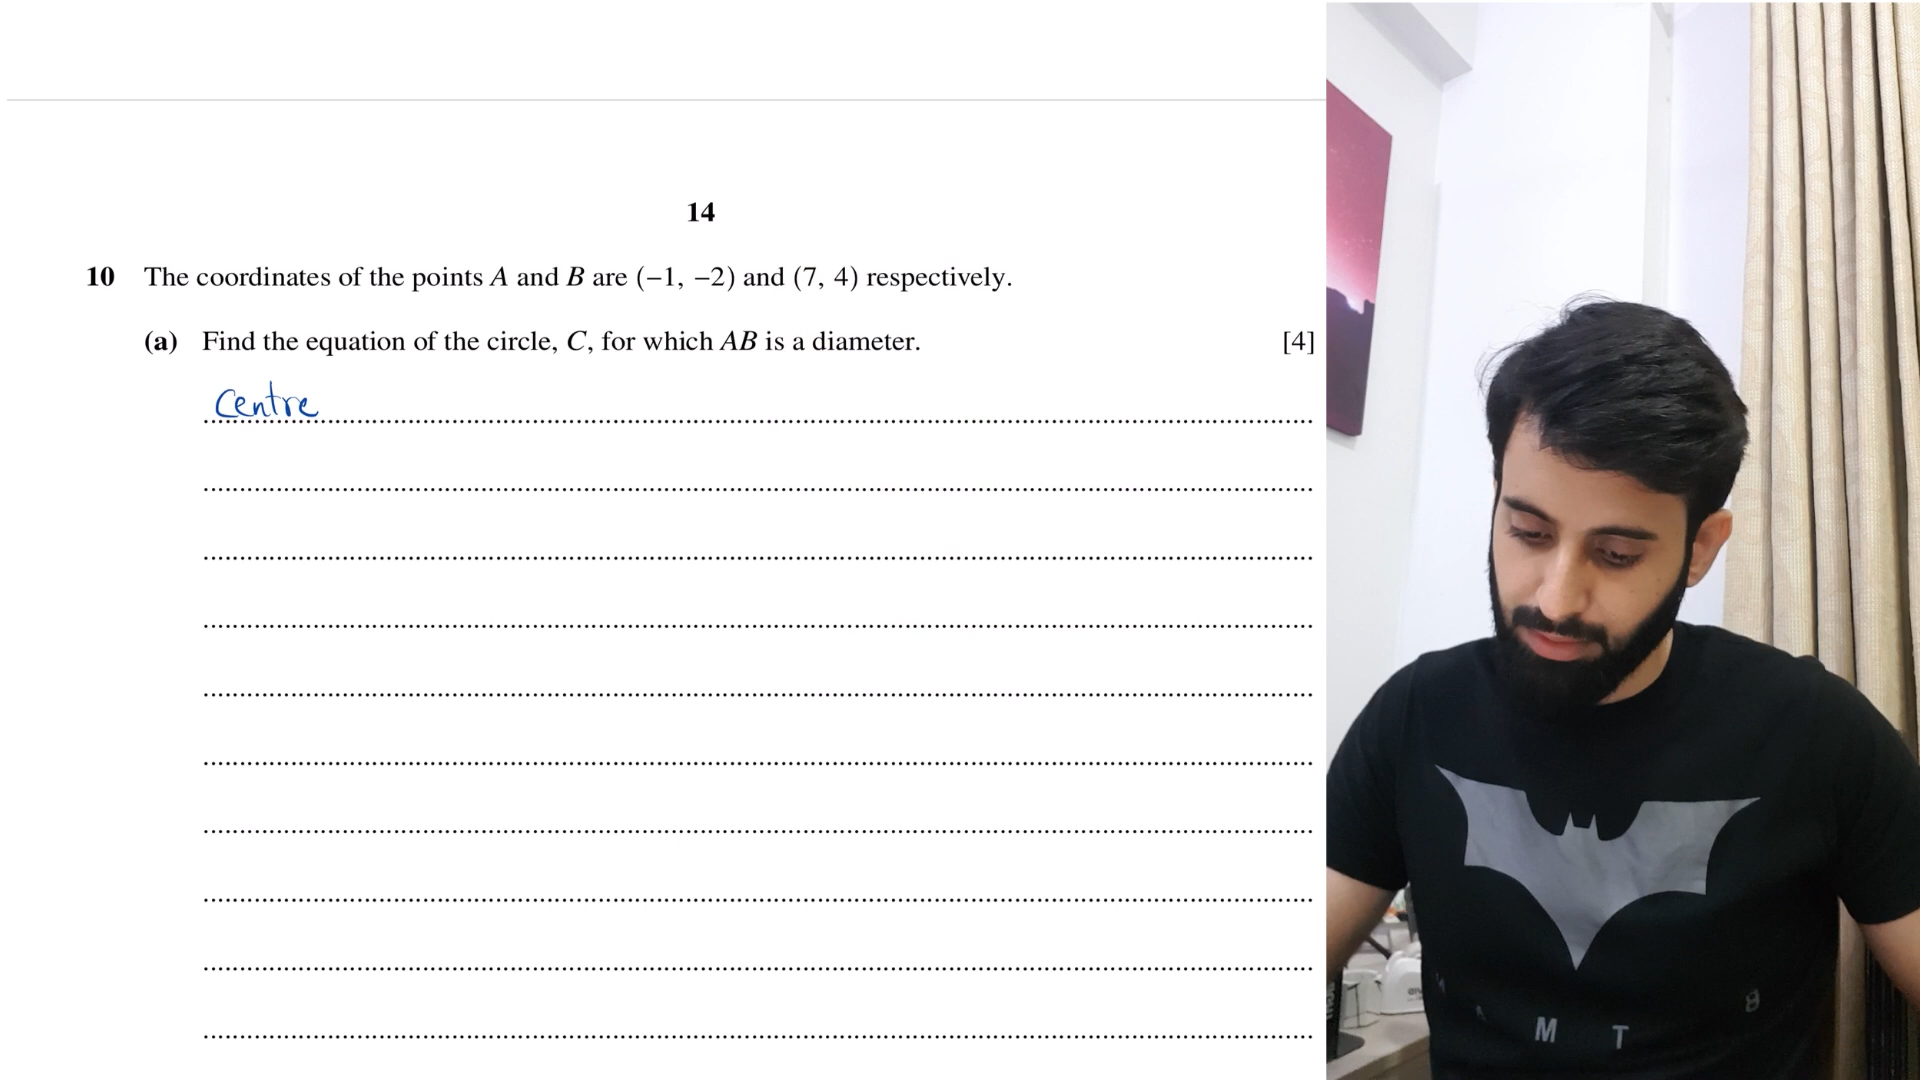 14
10 The coordinates of the points A and B are (−1, −2) and (7, 4) respectively.
(a) Find the equation of the circle, C, for which AB is a diameter. [4]
Centre
M T